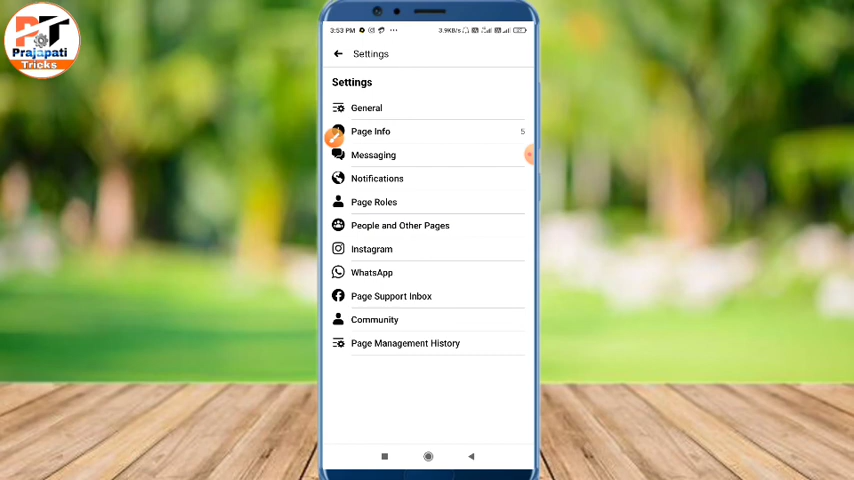 PT
Prajapati
Tricks
3:53 PM
3.9KB/s
Settings
Settings
General
Page Info 5
Messaging
Notifications
Page Roles
People and Other Pages
Instagram
WhatsApp
Page Support Inbox
Community
Page Management History